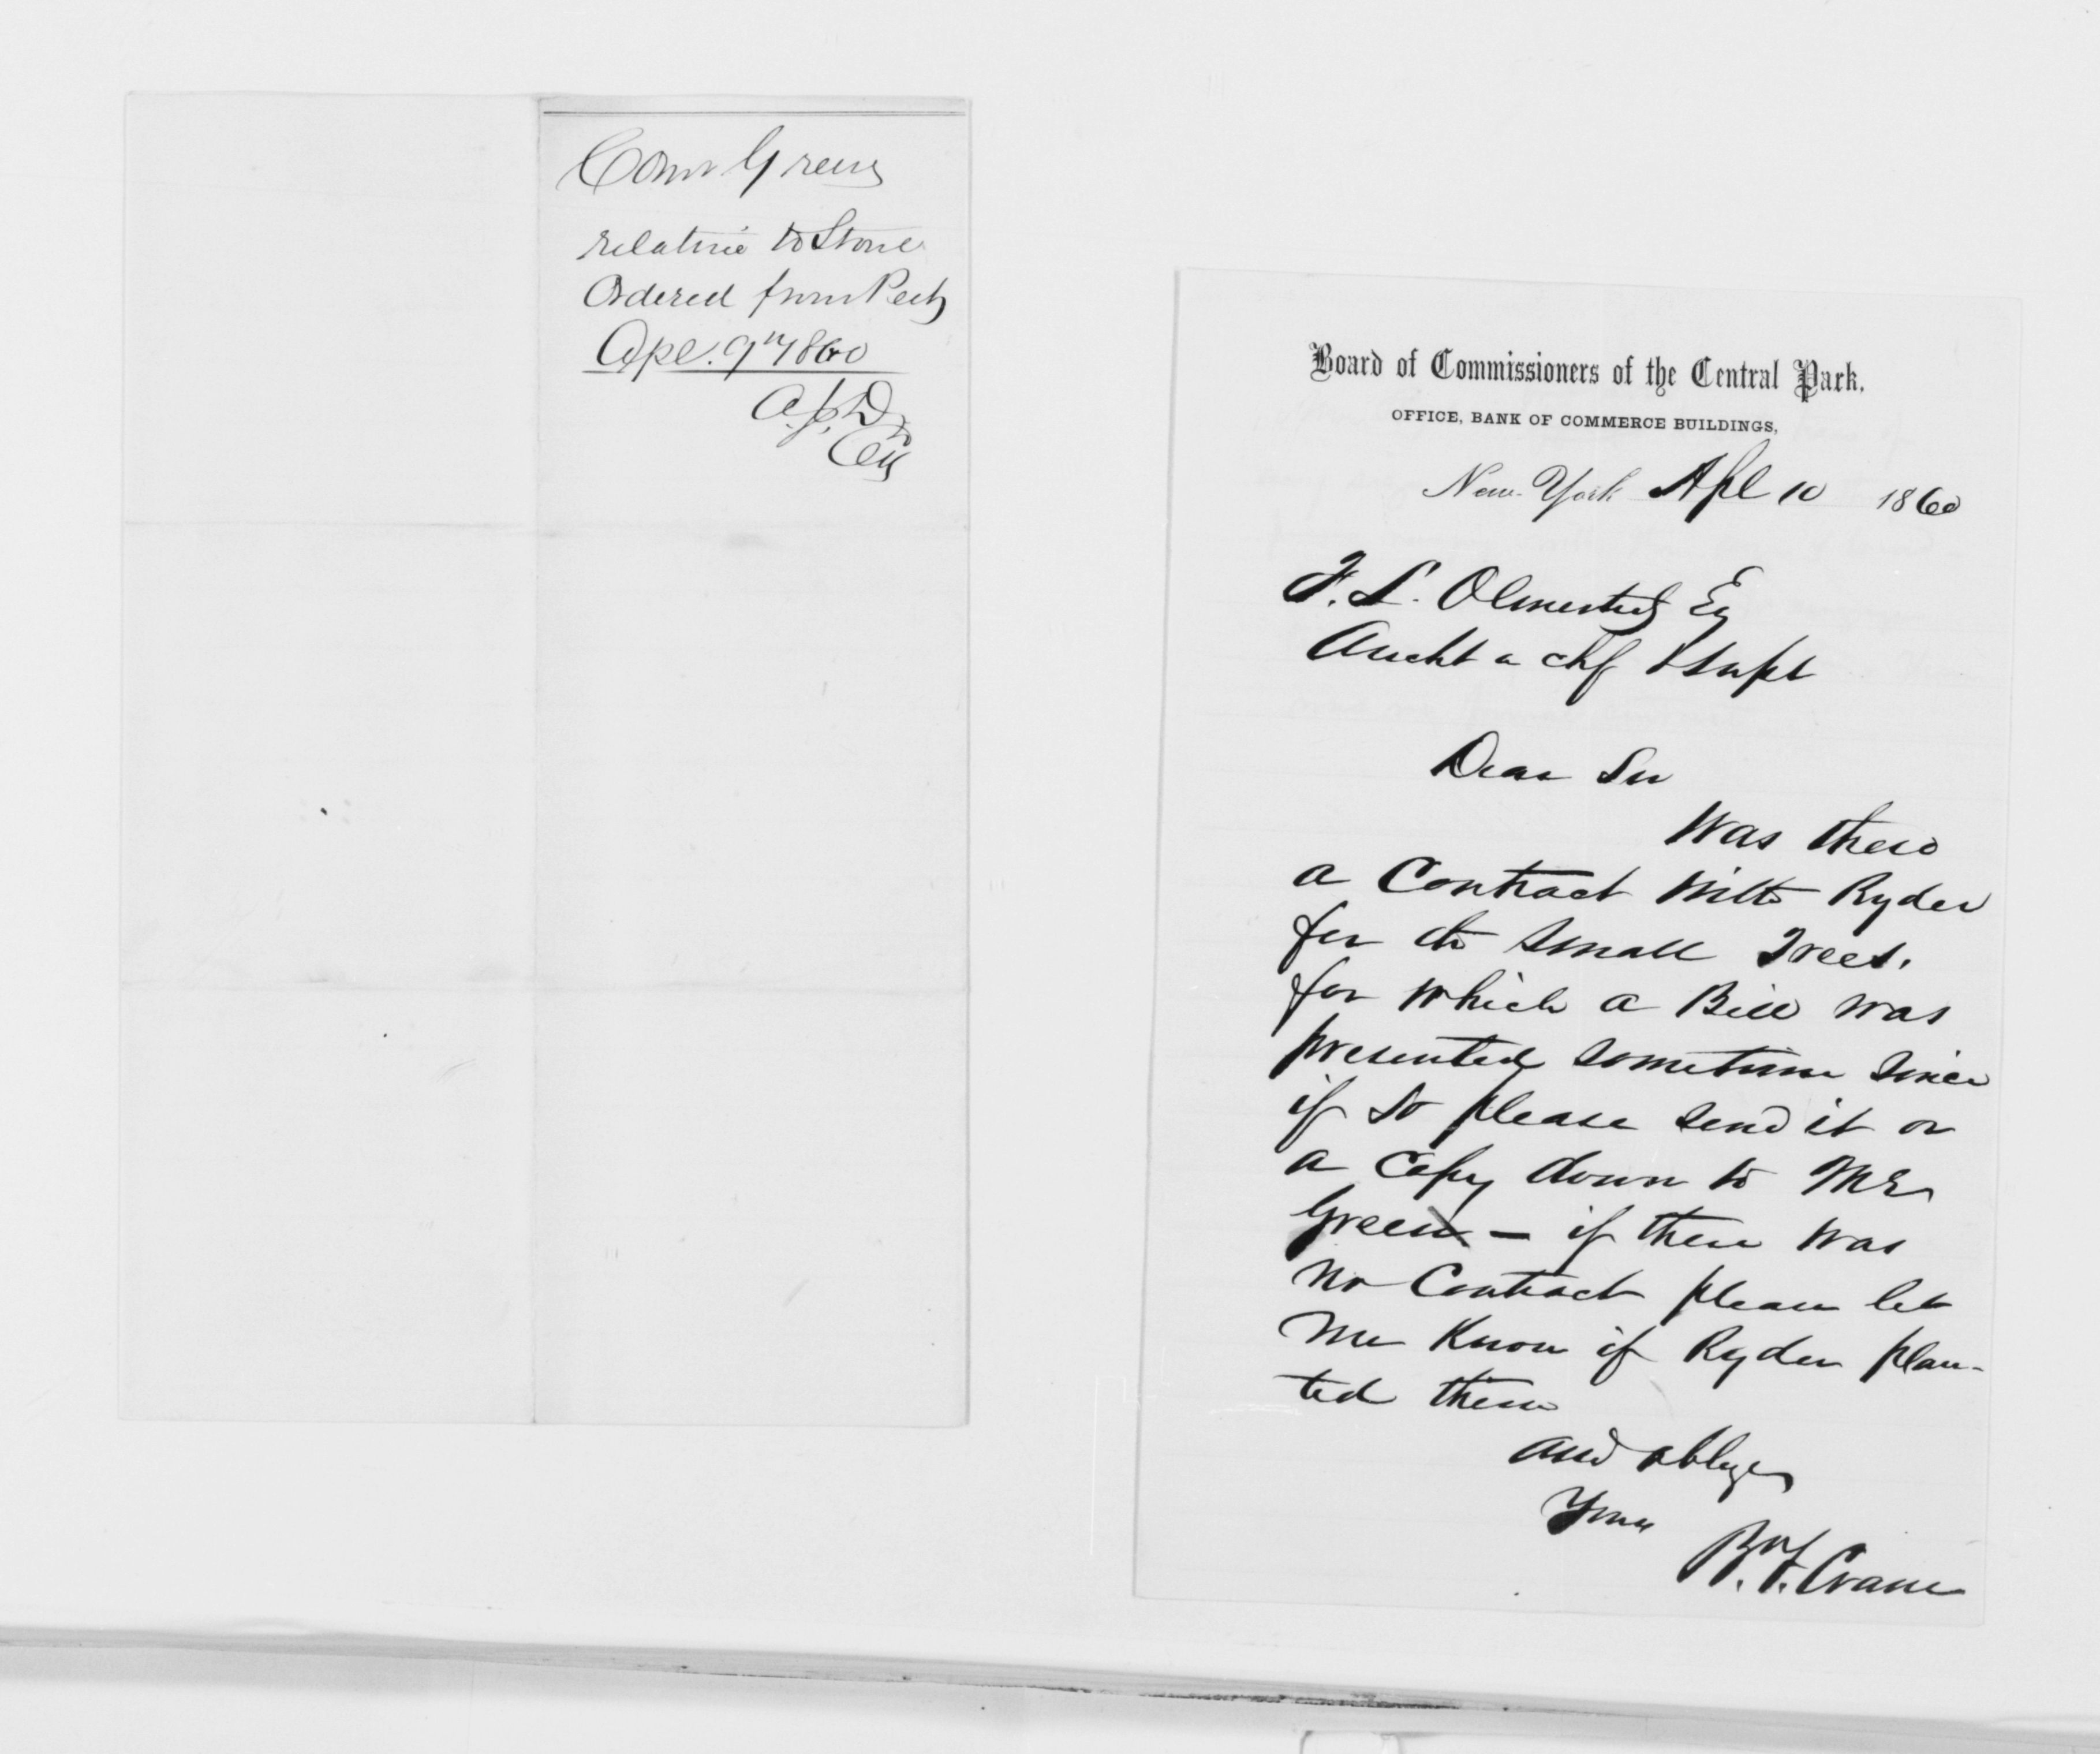 Comr Green
relative to Stone
Ordered from Peek
Apl. 9" 1860
A.J.D.
Board of Commissioners of the Central Park.
OFFICE, BANK OF COMMERCE BUILDINGS,
New York Apl 10 1860
F. L. Olmsted Eq
Archt & chf Supt
Dear Sir
Was there
a Contract With Ryder
for the Small Trees.
for which a Bill was
presented sometime since
if so please send it or
a Copy down to Mr
Green — if there was
No Contract please let
Me Know if Ryder plan-
ted them
and oblige
Yours
B. F. Crane